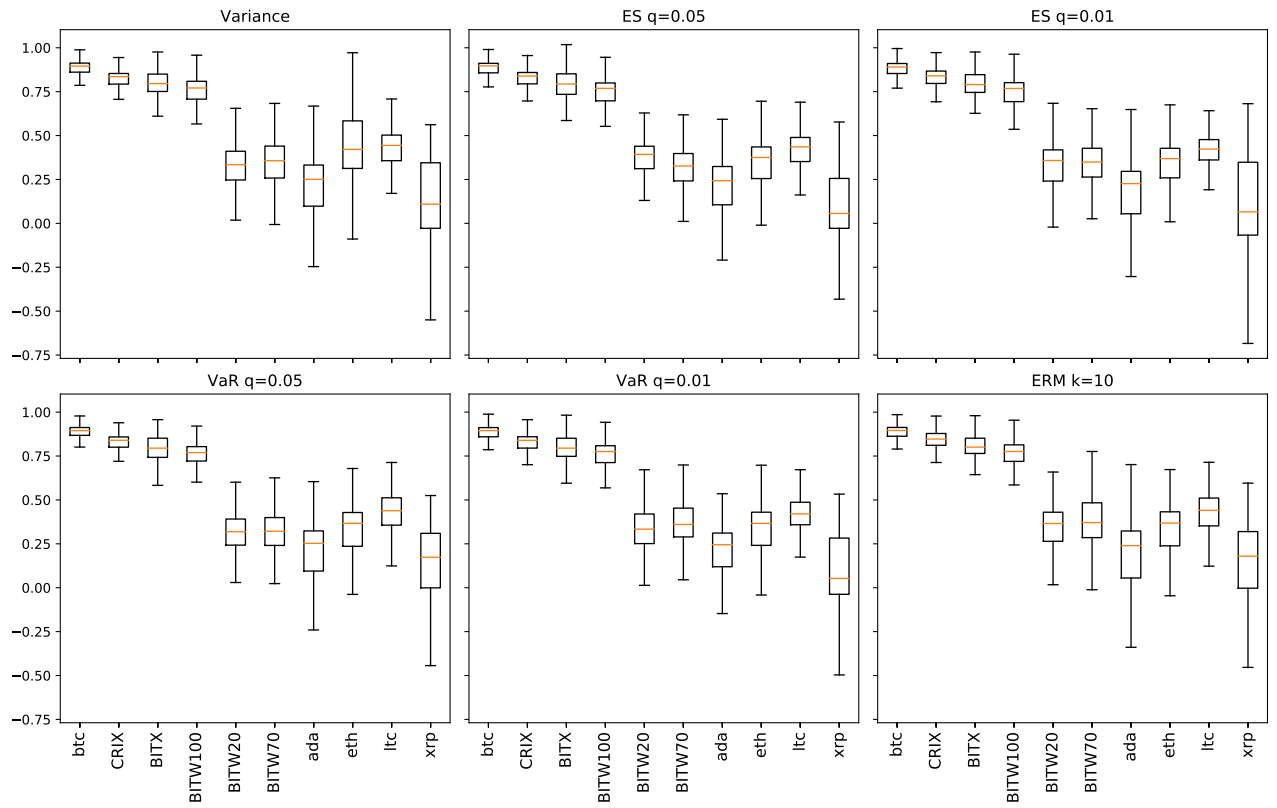 Variance
ES q=0.05
ES q=0.01
1.00
0.75
0.50
0.25
0.00
−0.25
−0.50
−0.75
VaR q=0.05
VaR q=0.01
ERM k=10
1.00
0.75
0.50
0.25
0.00
−0.25
−0.50
−0.75
btc
CRIX
BITX
BITW100
BITW20
BITW70
ada
eth
ltc
xrp
btc
CRIX
BITX
BITW100
BITW20
BITW70
ada
eth
ltc
xrp
btc
CRIX
BITX
BITW100
BITW20
BITW70
ada
eth
ltc
xrp